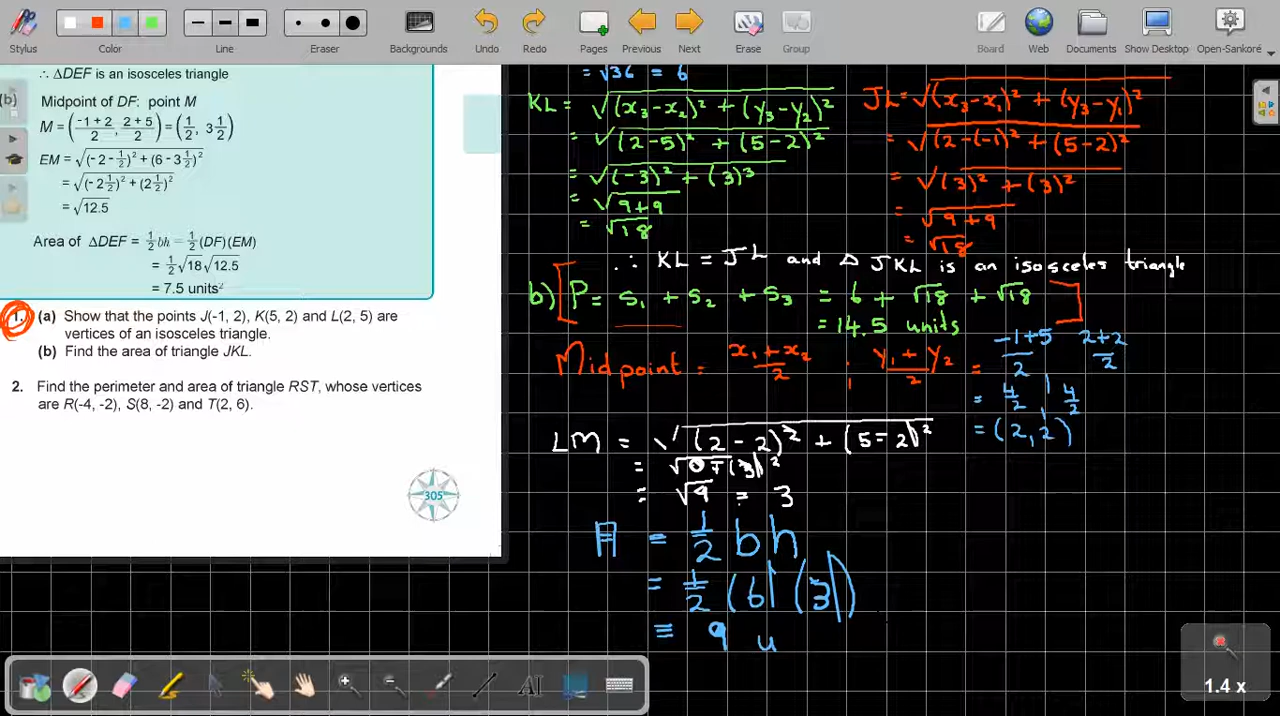 Stylus
Color
Line
Eraser
Backgrounds
Undo
Redo
Pages
Previous
Next
Erase
Group
Board
Web
Documents
Show Desktop
Open-Sankoré
∴ ΔDEF is an isosceles triangle
(b) Midpoint of DF: point M
M = ((-1 + 2)/2, (2 + 5)/2) = (1/2, 3 1/2)
EM = √((-2 - 1/2)² + (6 - 3 1/2)²)
= √((-2 1/2)² + (2 1/2)²)
= √12.5
Area of ΔDEF = 1/2 bh = 1/2 (DF)(EM)
= 1/2 √18 √12.5
= 7.5 units²
1. (a) Show that the points J(-1, 2), K(5, 2) and L(2, 5) are
vertices of an isosceles triangle.
(b) Find the area of triangle JKL.
2. Find the perimeter and area of triangle RST, whose vertices
are R(-4, -2), S(8, -2) and T(2, 6).
305
= √36 = 6
KL = √((x₃-x₂)² + (y₃-y₂)²)
= √((2-5)² + (5-2)²)
= √((-3)² + (3)³
= √(9+9)
= √18
JL = √((x₃-x₁)² + (y₃-y₁)²)
= √((2-(-1)² + (5-2)²)
= √((3)² + (3)²)
= √(9+9)
= √18
∴ KL = JL and Δ JKL is an isosceles triangle
b) [P = S₁ + S₂ + S₃ = 6 + √18 + √18]
= 14.5 units
Midpoint = (x₁+x₂)/2 ; (y₁+y₂)/2 = (-1+5)/2 , (2+2)/2
= 4/2 , 4/2
= (2, 2)
LM = √((2-2)² + (5-2)²)
= √(0+(3)²)
= √9 = 3
A = 1/2 bh
= 1/2 (6) (3)
= 9 u
1.4 x